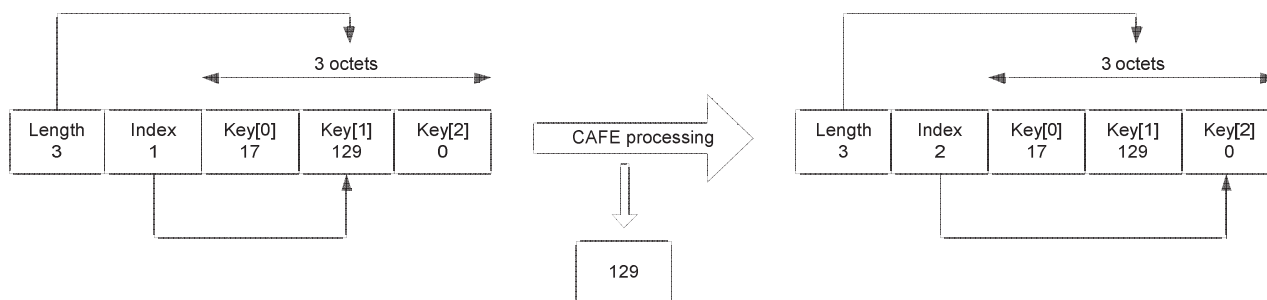 3 octets
Length
3
Index
1
Key[0]
17
Key[1]
129
Key[2]
0
CAFE processing
129
3 octets
Length
3
Index
2
Key[0]
17
Key[1]
129
Key[2]
0